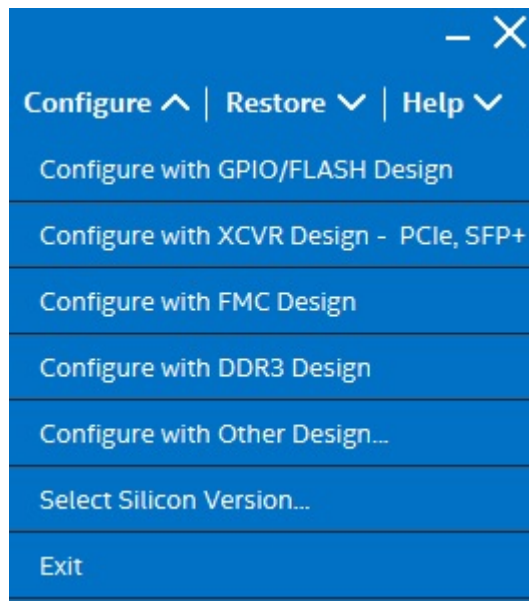 Configure | Restore | Help
Configure with GPIO/FLASH Design
Configure with XCVR Design - PCIe, SFP+
Configure with FMC Design
Configure with DDR3 Design
Configure with Other Design...
Select Silicon Version...
Exit